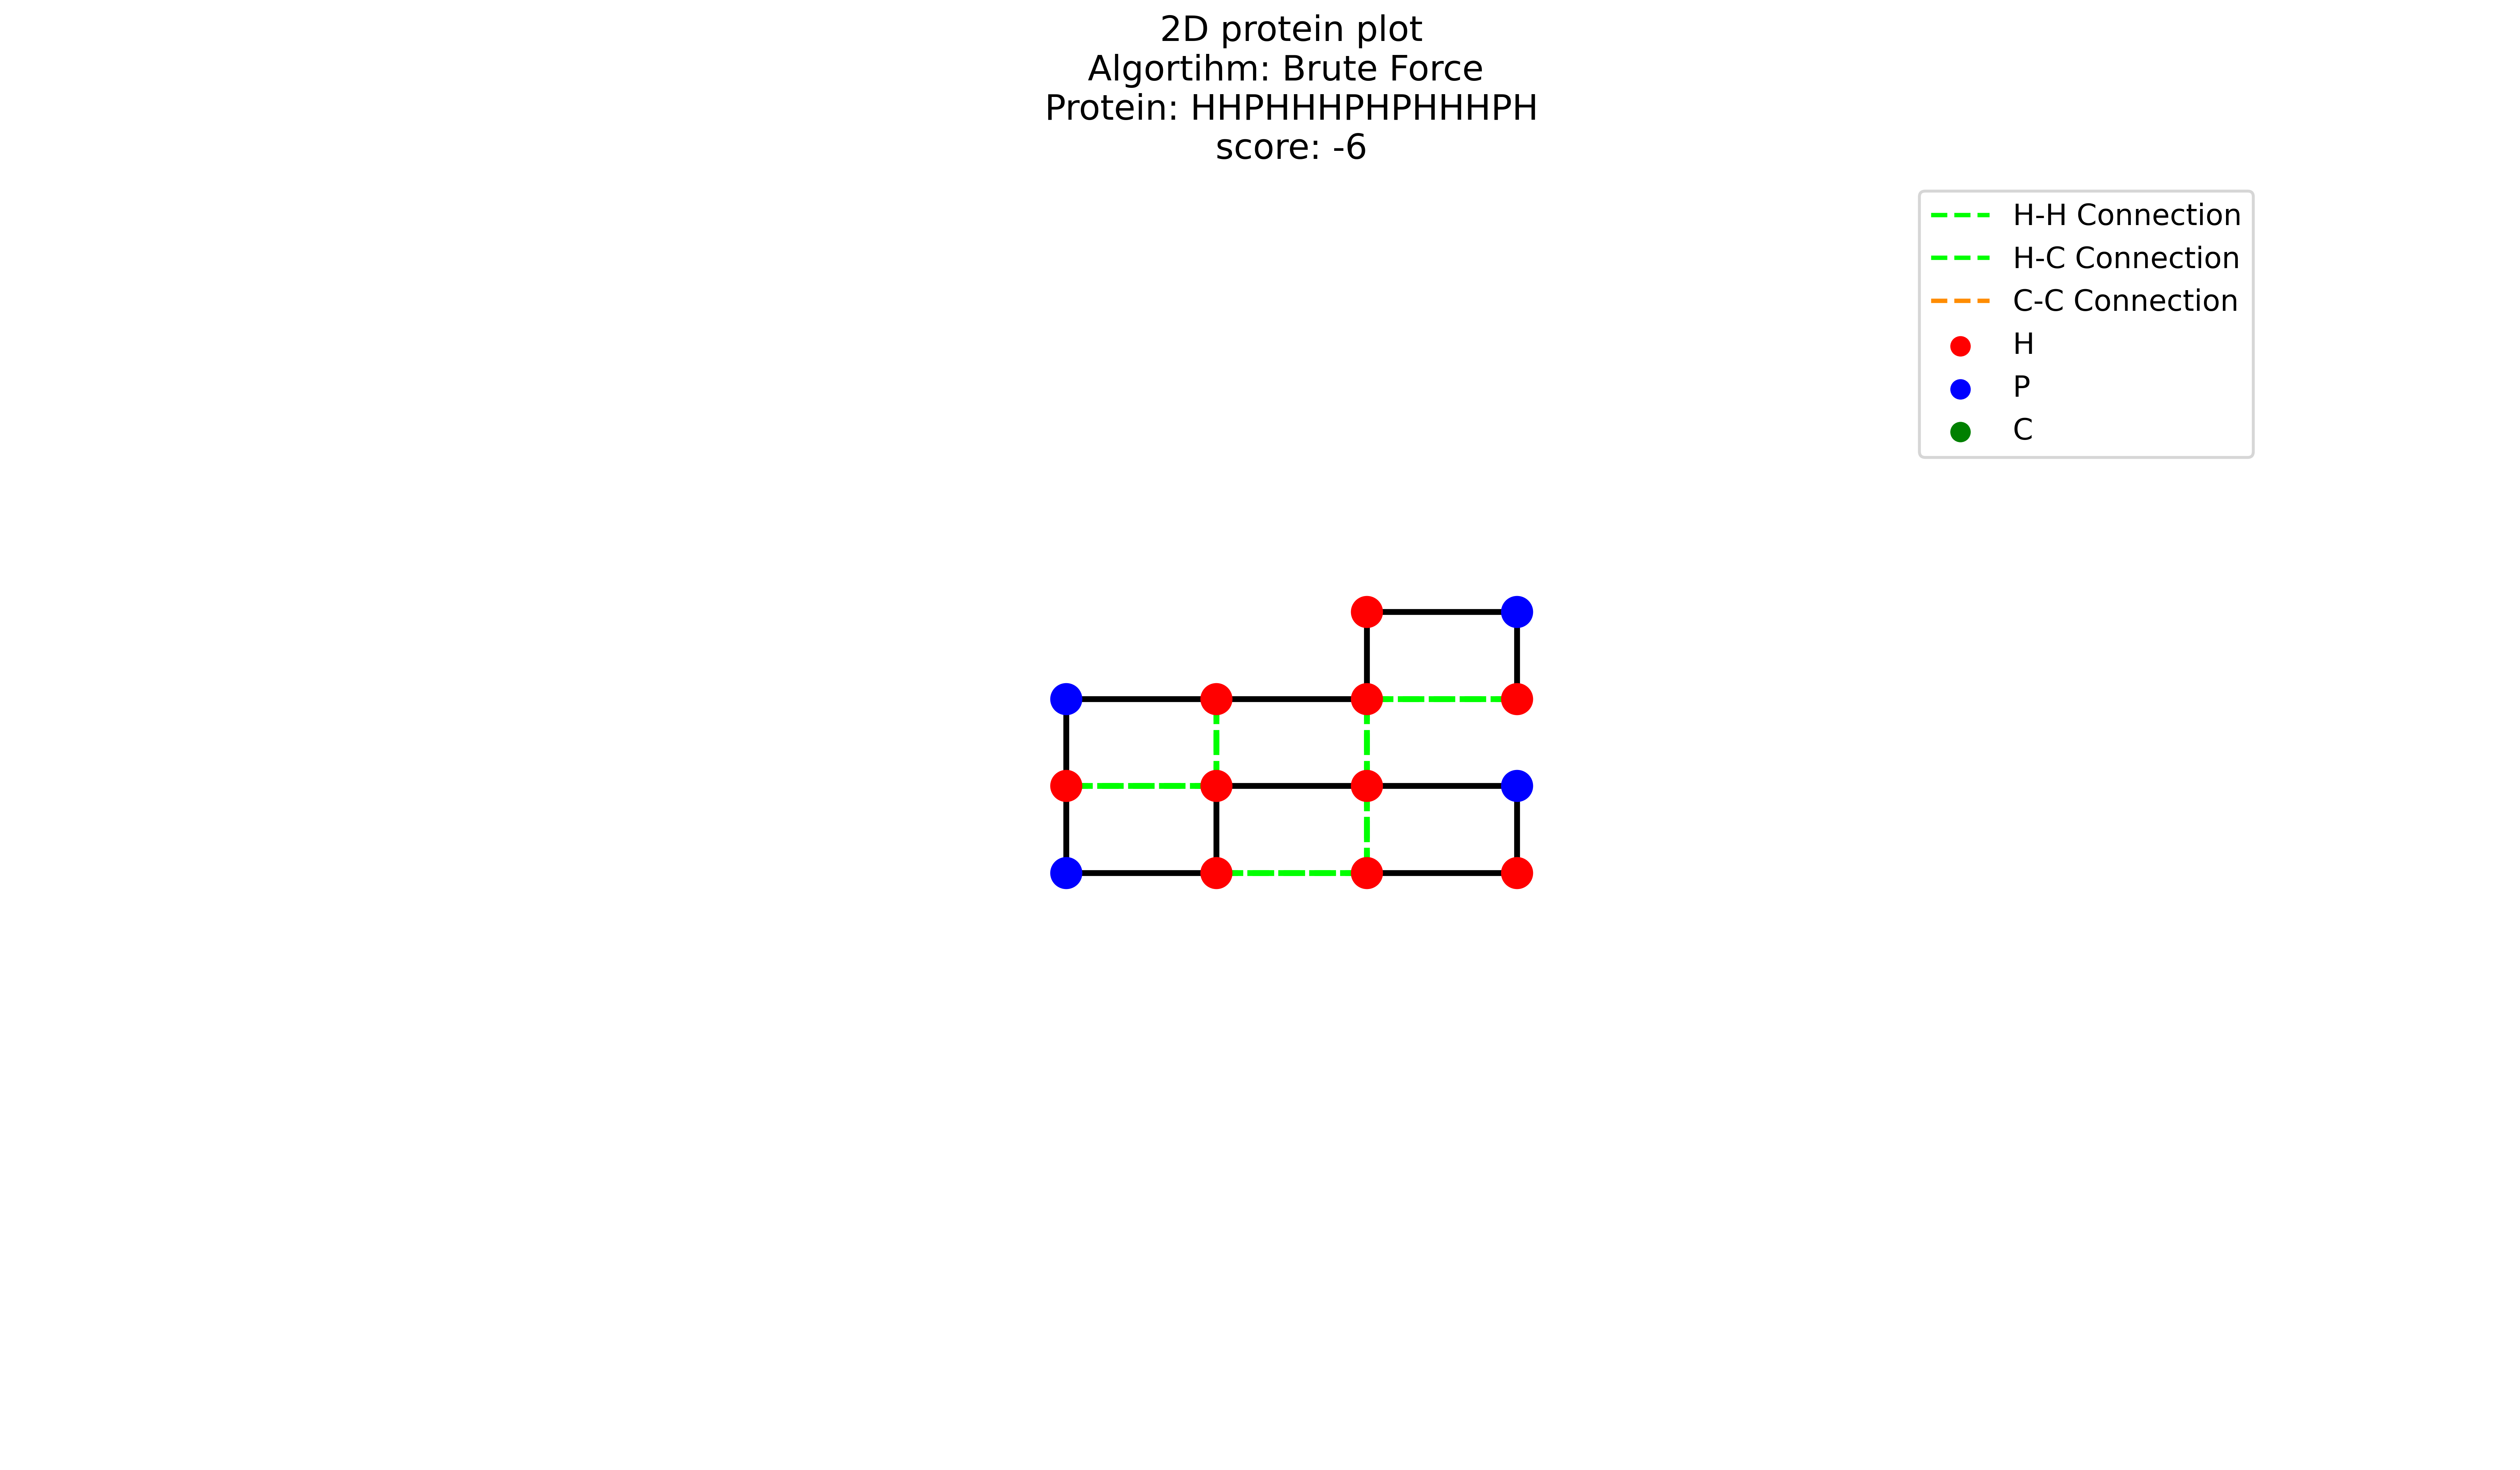 2D protein plot
Algortihm: Brute Force
Protein: HHPHHHPHPHHHPH
score: -6
H-H Connection
H-C Connection
C-C Connection
H
P
C